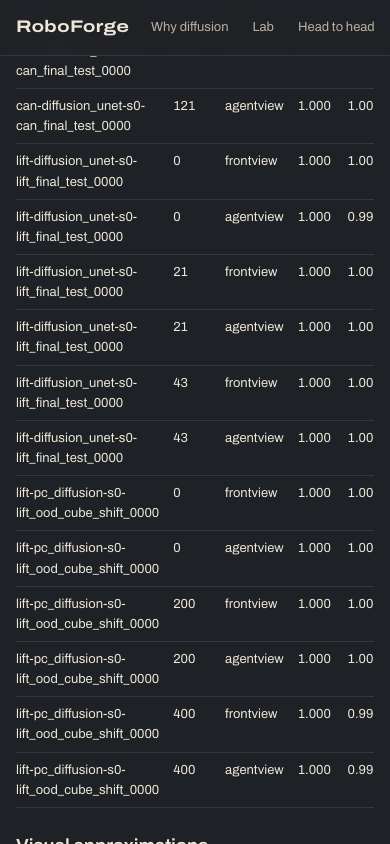 RoboForge Why diffusion Lab Head to head
can_final_test_0000
can-diffusion_unet-s0- 121 agentview 1.000 1.00
can_final_test_0000
lift-diffusion_unet-s0- 0 frontview 1.000 1.00
lift_final_test_0000
lift-diffusion_unet-s0- 0 agentview 1.000 0.99
lift_final_test_0000
lift-diffusion_unet-s0- 21 frontview 1.000 1.00
lift_final_test_0000
lift-diffusion_unet-s0- 21 agentview 1.000 1.00
lift_final_test_0000
lift-diffusion_unet-s0- 43 frontview 1.000 1.00
lift_final_test_0000
lift-diffusion_unet-s0- 43 agentview 1.000 1.00
lift_final_test_0000
lift-pc_diffusion-s0- 0 frontview 1.000 1.00
lift_ood_cube_shift_0000
lift-pc_diffusion-s0- 0 agentview 1.000 1.00
lift_ood_cube_shift_0000
lift-pc_diffusion-s0- 200 frontview 1.000 1.00
lift_ood_cube_shift_0000
lift-pc_diffusion-s0- 200 agentview 1.000 1.00
lift_ood_cube_shift_0000
lift-pc_diffusion-s0- 400 frontview 1.000 0.99
lift_ood_cube_shift_0000
lift-pc_diffusion-s0- 400 agentview 1.000 0.99
lift_ood_cube_shift_0000
Visual approximations